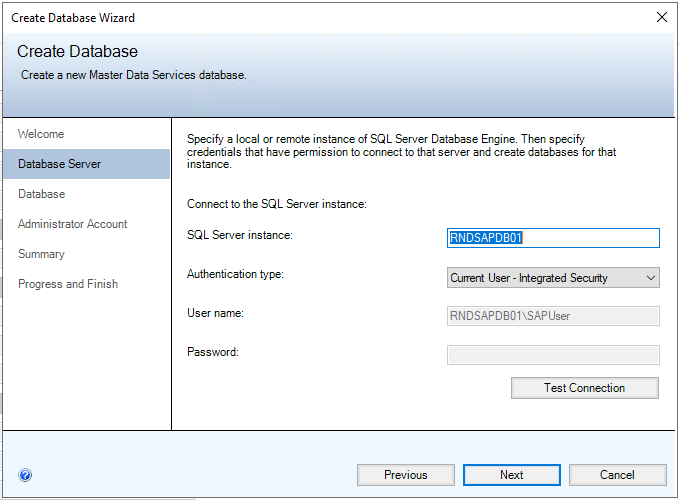 Create Database Wizard
Create Database
Create a new Master Data Services database.
Welcome
Database Server
Database
Administrator Account
Summary
Progress and Finish
Specify a local or remote instance of SQL Server Database Engine. Then specify
credentials that have permission to connect to that server and create databases for that
instance.
Connect to the SQL Server instance:
SQL Server instance:
RNDSAPDB01
Authentication type:
Current User - Integrated Security
User name:
RNDSAPDB01\SAPUser
Password:
Test Connection
?
Previous
Next
Cancel